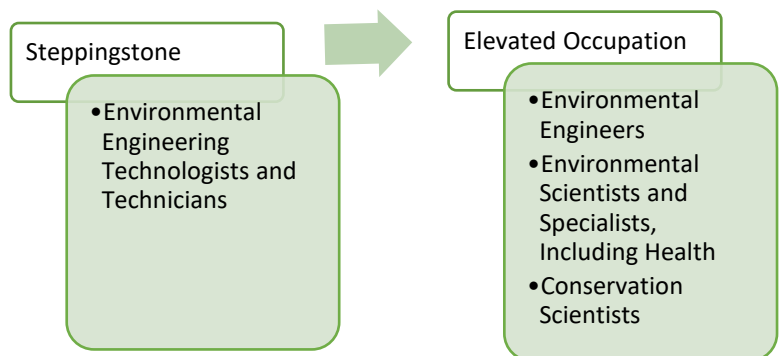 Steppingstone
•Environmental
Engineering
Technologists and
Technicians
Elevated Occupation
•Environmental
Engineers
•Environmental
Scientists and
Specialists,
Including Health
•Conservation
Scientists